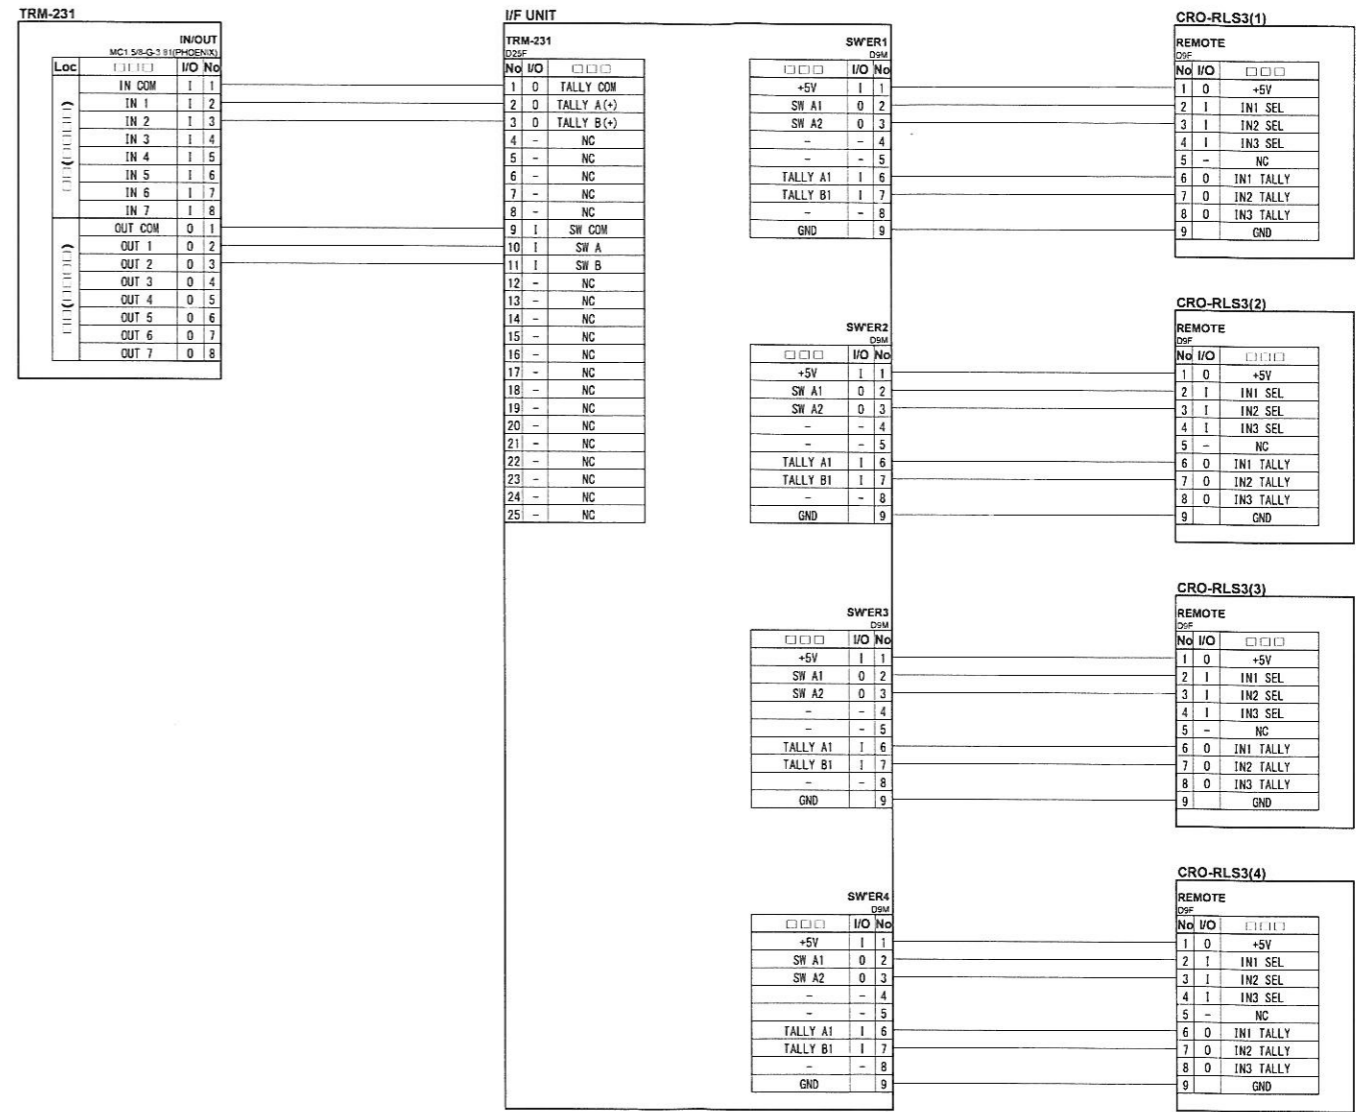 TRM-231
IN/OUT
MC1 5/8-G-3 81(PHOENIX)
Loc □□□ I/O No
IN COM I 1
IN 1 I 2
IN 2 I 3
IN 3 I 4
IN 4 I 5
IN 5 I 6
IN 6 I 7
IN 7 I 8
OUT COM O 1
OUT 1 O 2
OUT 2 O 3
OUT 3 O 4
OUT 4 O 5
OUT 5 O 6
OUT 6 O 7
OUT 7 O 8
I/F UNIT
TRM-231
D25F
No I/O □□□
1 O TALLY COM
2 O TALLY A(+)
3 O TALLY B(+)
4 - NC
5 - NC
6 - NC
7 - NC
8 - NC
9 I SW COM
10 I SW A
11 I SW B
12 - NC
13 - NC
14 - NC
15 - NC
16 - NC
17 - NC
18 - NC
19 - NC
20 - NC
21 - NC
22 - NC
23 - NC
24 - NC
25 - NC
SW'ER1
D9M
□□□ I/O No
+5V I 1
SW A1 O 2
SW A2 O 3
- - 4
- - 5
TALLY A1 I 6
TALLY B1 I 7
- - 8
GND 9
SW'ER2
D9M
□□□ I/O No
+5V I 1
SW A1 O 2
SW A2 O 3
- - 4
- - 5
TALLY A1 I 6
TALLY B1 I 7
- - 8
GND 9
SW'ER3
D9M
□□□ I/O No
+5V I 1
SW A1 O 2
SW A2 O 3
- - 4
- - 5
TALLY A1 I 6
TALLY B1 I 7
- - 8
GND 9
SW'ER4
D9M
□□□ I/O No
+5V I 1
SW A1 O 2
SW A2 O 3
- - 4
- - 5
TALLY A1 I 6
TALLY B1 I 7
- - 8
GND 9
CRO-RLS3(1)
REMOTE
D9F
No I/O □□□
1 O +5V
2 I IN1 SEL
3 I IN2 SEL
4 I IN3 SEL
5 - NC
6 O IN1 TALLY
7 O IN2 TALLY
8 O IN3 TALLY
9 GND
CRO-RLS3(2)
REMOTE
D9F
No I/O □□□
1 O +5V
2 I IN1 SEL
3 I IN2 SEL
4 I IN3 SEL
5 - NC
6 O IN1 TALLY
7 O IN2 TALLY
8 O IN3 TALLY
9 GND
CRO-RLS3(3)
REMOTE
D9F
No I/O □□□
1 O +5V
2 I IN1 SEL
3 I IN2 SEL
4 I IN3 SEL
5 - NC
6 O IN1 TALLY
7 O IN2 TALLY
8 O IN3 TALLY
9 GND
CRO-RLS3(4)
REMOTE
D9F
No I/O □□□
1 O +5V
2 I IN1 SEL
3 I IN2 SEL
4 I IN3 SEL
5 - NC
6 O IN1 TALLY
7 O IN2 TALLY
8 O IN3 TALLY
9 GND